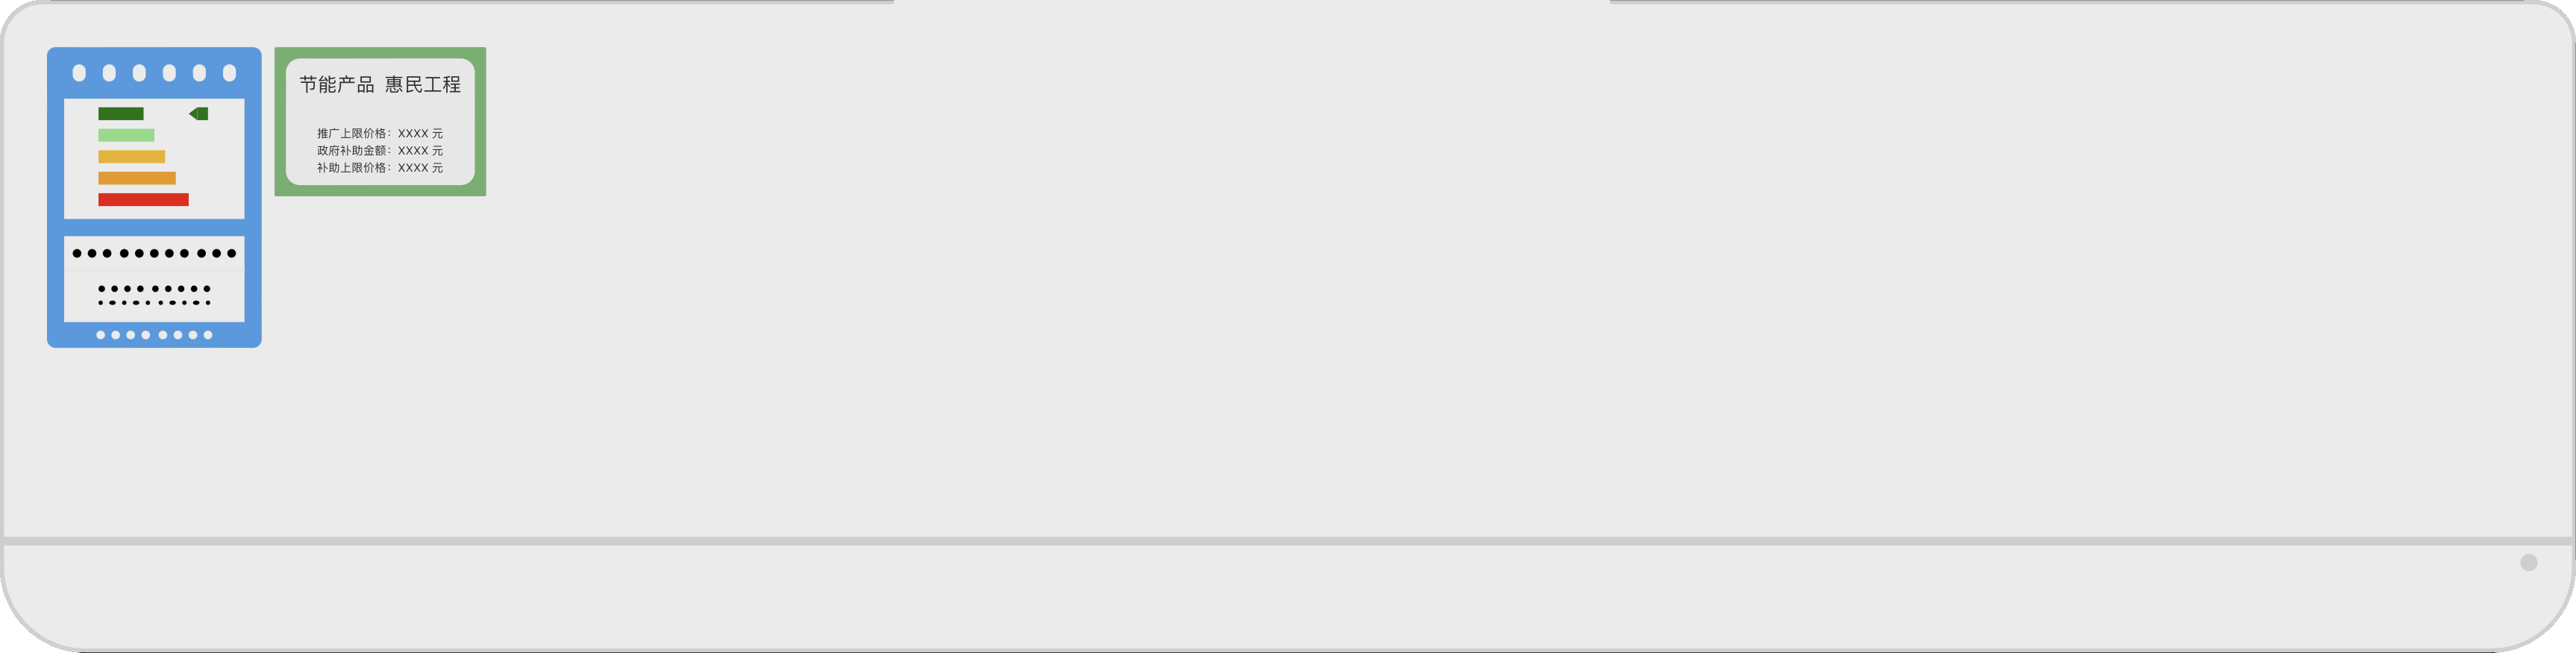 节能产品 惠民工程
推广上限价格：XXXX 元
政府补助金额：XXXX 元
补助上限价格：XXXX 元